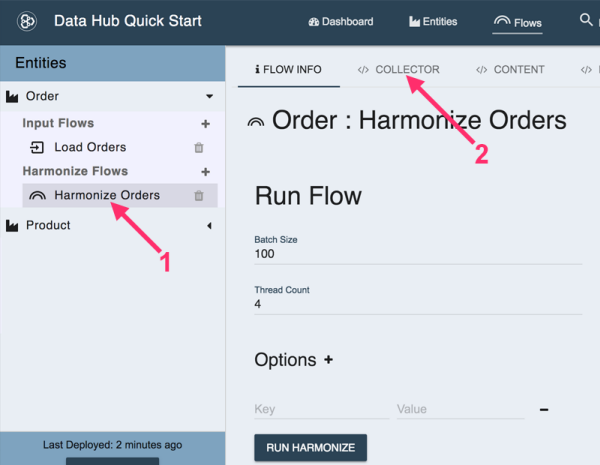 Data Hub Quick Start
Dashboard
Entities
Flows
Entities
Order
Input Flows +
Load Orders
Harmonize Flows +
Harmonize Orders
Product
1
Last Deployed: 2 minutes ago
i FLOW INFO
</> COLLECTOR
</> CONTENT
</>
2
Order : Harmonize Orders
Run Flow
Batch Size
100
Thread Count
4
Options +
Key Value −
RUN HARMONIZE